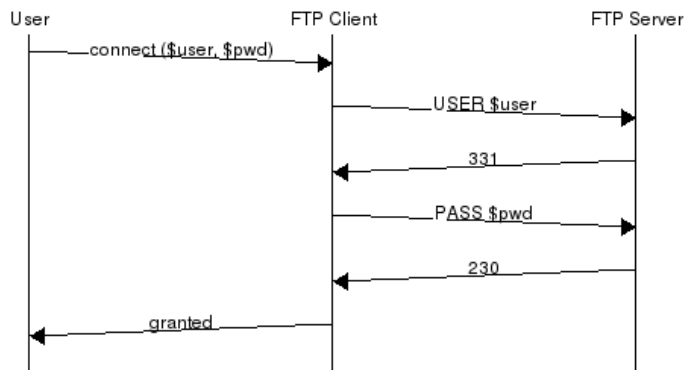 User FTP Client FTP Server
connect ($user, $pwd)
USER $user
331
PASS $pwd
230
granted